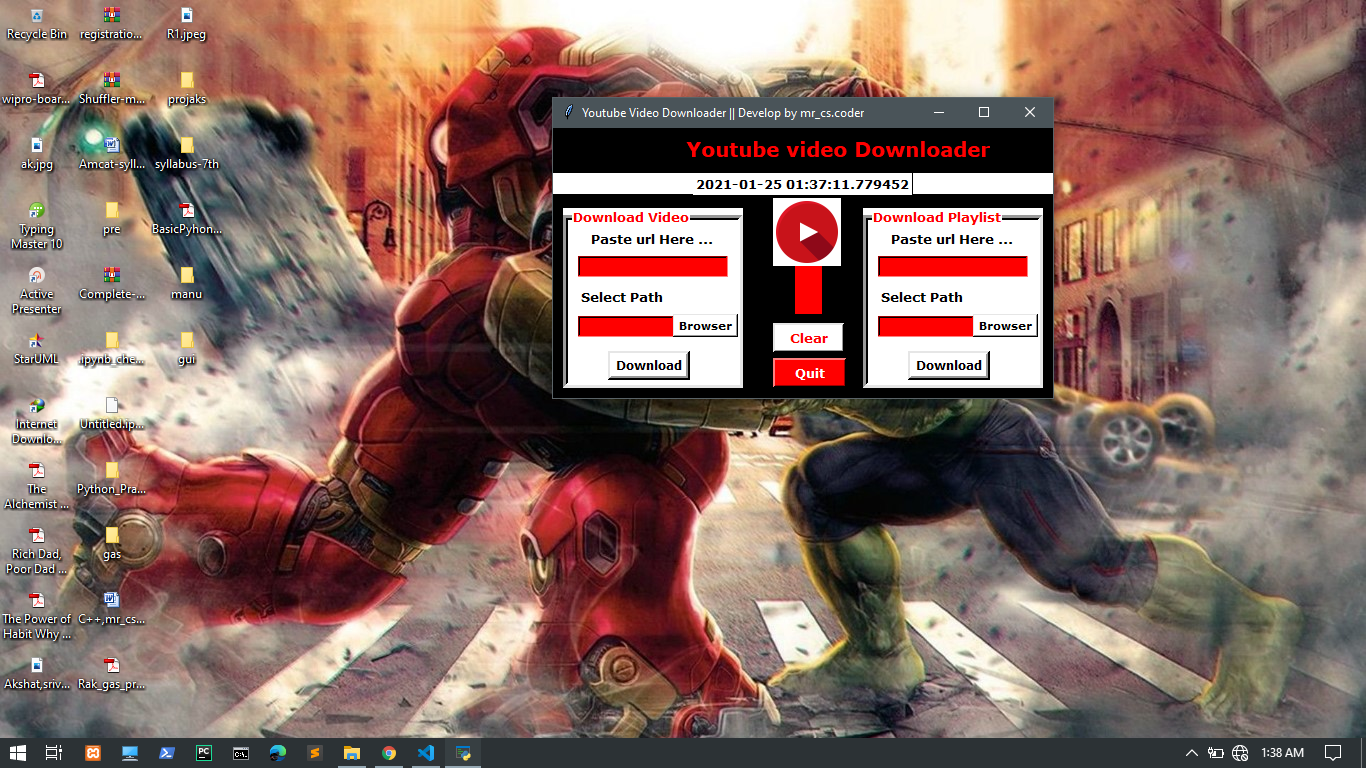 Recycle Bin
registratio...
R1.jpeg
wipro-boar...
Shuffler-m...
projaks
ak.jpg
Amcat-syll...
syllabus-7th
Typing
Master 10
pre
BasicPyhon...
Active
Presenter
Complete-...
manu
StarUML
.ipynb_che...
gui
Internet
Downlo...
Untitled.ip...
The
Alchemist ...
Python_Pra...
Rich Dad,
Poor Dad ...
gas
The Power of
Habit Why ...
C++,mr_cs...
Akshat,sriv...
Rak_gas_pr...
Youtube Video Downloader || Develop by mr_cs.coder
Youtube video Downloader
2021-01-25 01:37:11.779452
Download Video
Paste url Here ...
Select Path
Browser
Download
Clear
Quit
Download Playlist
Paste url Here ...
Select Path
Browser
Download
PC
C:\_
1:38 AM